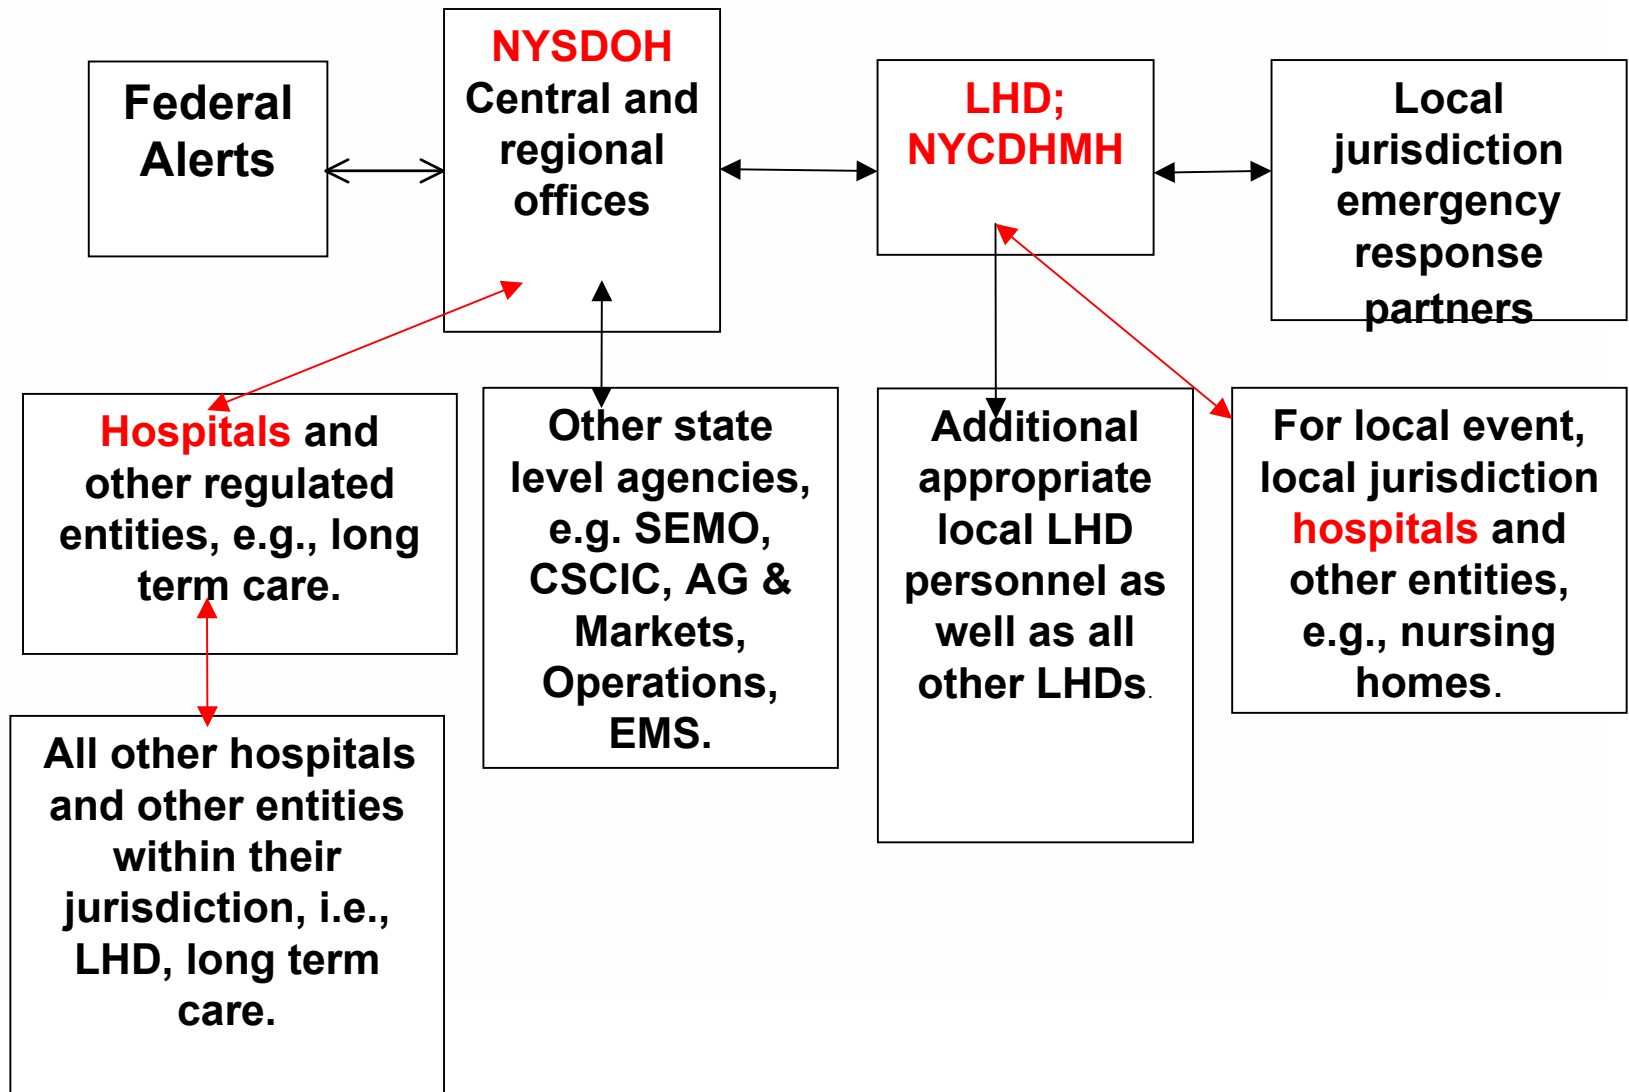 Federal
Alerts
NYSDOH
Central and
regional
offices
LHD;
NYCDHMH
Local
jurisdiction
emergency
response
partners
Hospitals and
other regulated
entities, e.g., long
term care.
Other state
level agencies,
e.g. SEMO,
CSCIC, AG &
Markets,
Operations,
EMS.
Additional
appropriate
local LHD
personnel as
well as all
other LHDs.
For local event,
local jurisdiction
hospitals and
other entities,
e.g., nursing
homes.
All other hospitals
and other entities
within their
jurisdiction, i.e.,
LHD, long term
care.